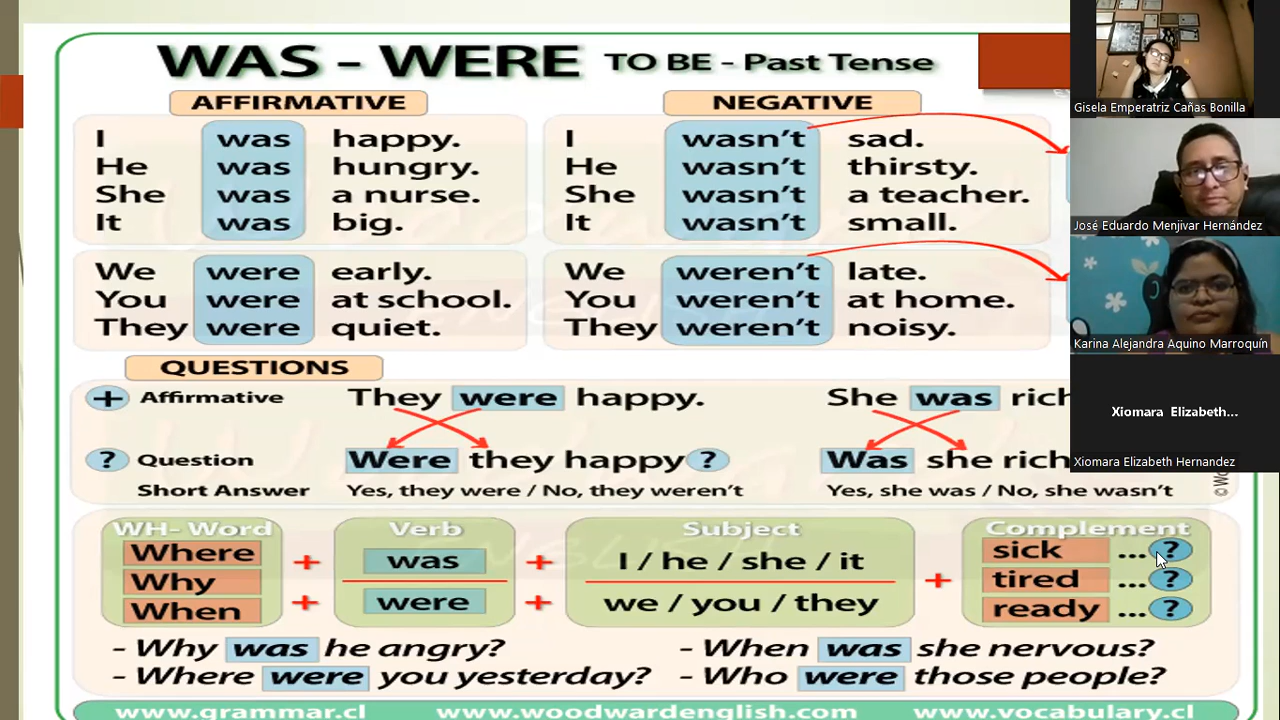 WAS – WERE TO BE - Past Tense
AFFIRMATIVE
I was happy.
He was hungry.
She was a nurse.
It was big.
We were early.
You were at school.
They were quiet.
NEGATIVE
I wasn't sad.
He wasn't thirsty.
She wasn't a teacher.
It wasn't small.
We weren't late.
You weren't at home.
They weren't noisy.
QUESTIONS
+ Affirmative They were happy. She was rich
? Question Were they happy? Was she rich
Short Answer Yes, they were / No, they weren't Yes, she was / No, she wasn't
WH- Word Verb Subject Complement
Where + was + I / he / she / it sick ...?
Why + tired ...?
When + were + we / you / they ready ...?
- Why was he angry? - When was she nervous?
- Where were you yesterday? - Who were those people?
www.grammar.cl www.woodwardenglish.com www.vocabulary.cl
Gisela Emperatriz Cañas Bonilla
José Eduardo Menjivar Hernández
Karina Alejandra Aquino Marroquín
Xiomara Elizabeth...
Xiomara Elizabeth Hernandez